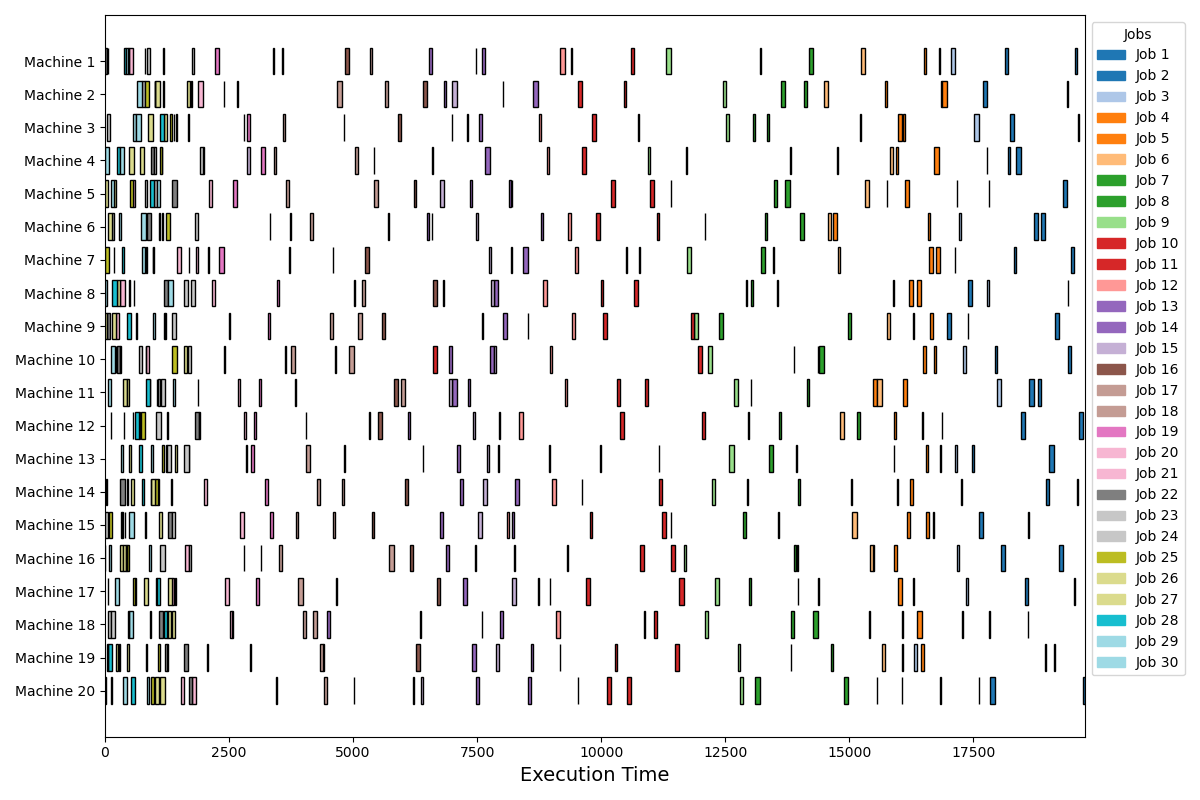 Machine 1
Machine 2
Machine 3
Machine 4
Machine 5
Machine 6
Machine 7
Machine 8
Machine 9
Machine 10
Machine 11
Machine 12
Machine 13
Machine 14
Machine 15
Machine 16
Machine 17
Machine 18
Machine 19
Machine 20
0 2500 5000 7500 10000 12500 15000 17500
Execution Time
Jobs
Job 1
Job 2
Job 3
Job 4
Job 5
Job 6
Job 7
Job 8
Job 9
Job 10
Job 11
Job 12
Job 13
Job 14
Job 15
Job 16
Job 17
Job 18
Job 19
Job 20
Job 21
Job 22
Job 23
Job 24
Job 25
Job 26
Job 27
Job 28
Job 29
Job 30